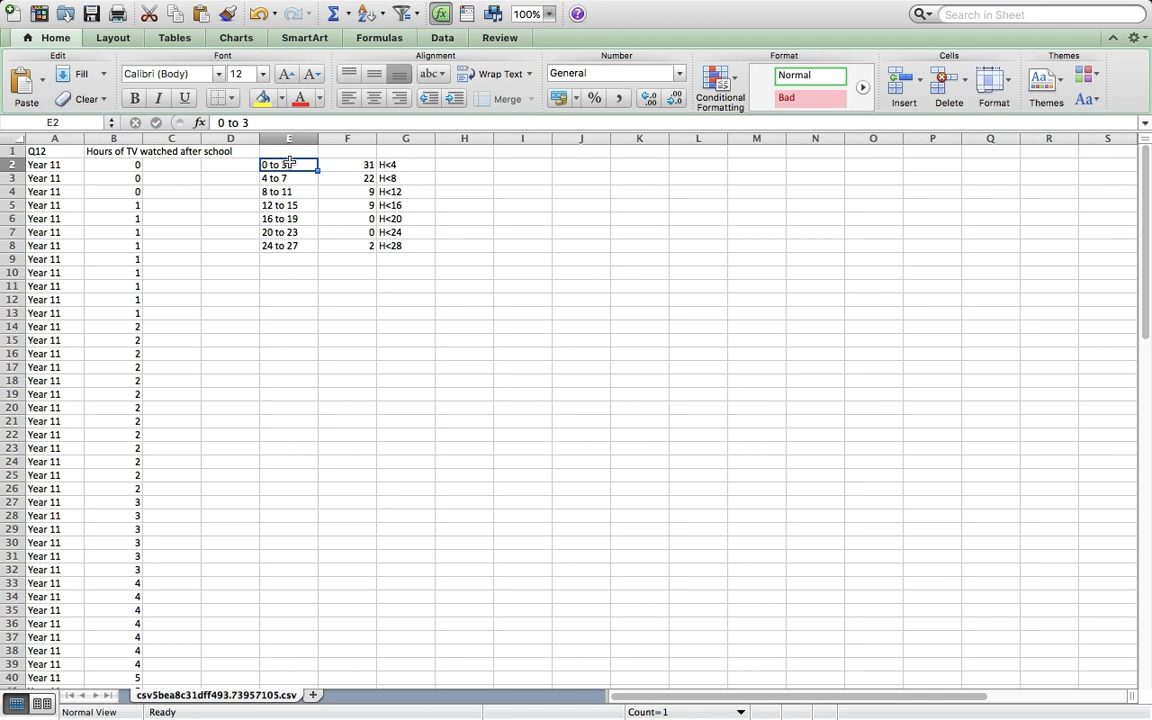 100%
Search in Sheet
Home Layout Tables Charts SmartArt Formulas Data Review
Edit Font Alignment Number Format Cells Themes
Fill Calibri (Body) 12 A A abc Wrap Text General Normal
Paste Clear B I U A Merge % , Conditional Formatting Bad Insert Delete Format Themes Aa
E2 fx 0 to 3
A B C D E F G H I J K L M N O P Q R S
1 Q12 Hours of TV watched after school
2 Year 11 0 0 to 3 31 H<4
3 Year 11 0 4 to 7 22 H<8
4 Year 11 0 8 to 11 9 H<12
5 Year 11 1 12 to 15 9 H<16
6 Year 11 1 16 to 19 0 H<20
7 Year 11 1 20 to 23 0 H<24
8 Year 11 1 24 to 27 2 H<28
9 Year 11 1
10 Year 11 1
11 Year 11 1
12 Year 11 1
13 Year 11 1
14 Year 11 2
15 Year 11 2
16 Year 11 2
17 Year 11 2
18 Year 11 2
19 Year 11 2
20 Year 11 2
21 Year 11 2
22 Year 11 2
23 Year 11 2
24 Year 11 2
25 Year 11 2
26 Year 11 2
27 Year 11 3
28 Year 11 3
29 Year 11 3
30 Year 11 3
31 Year 11 3
32 Year 11 3
33 Year 11 4
34 Year 11 4
35 Year 11 4
36 Year 11 4
37 Year 11 4
38 Year 11 4
39 Year 11 4
40 Year 11 5
csv5bea8c31dff493.73957105.csv
Normal View Ready Count=1